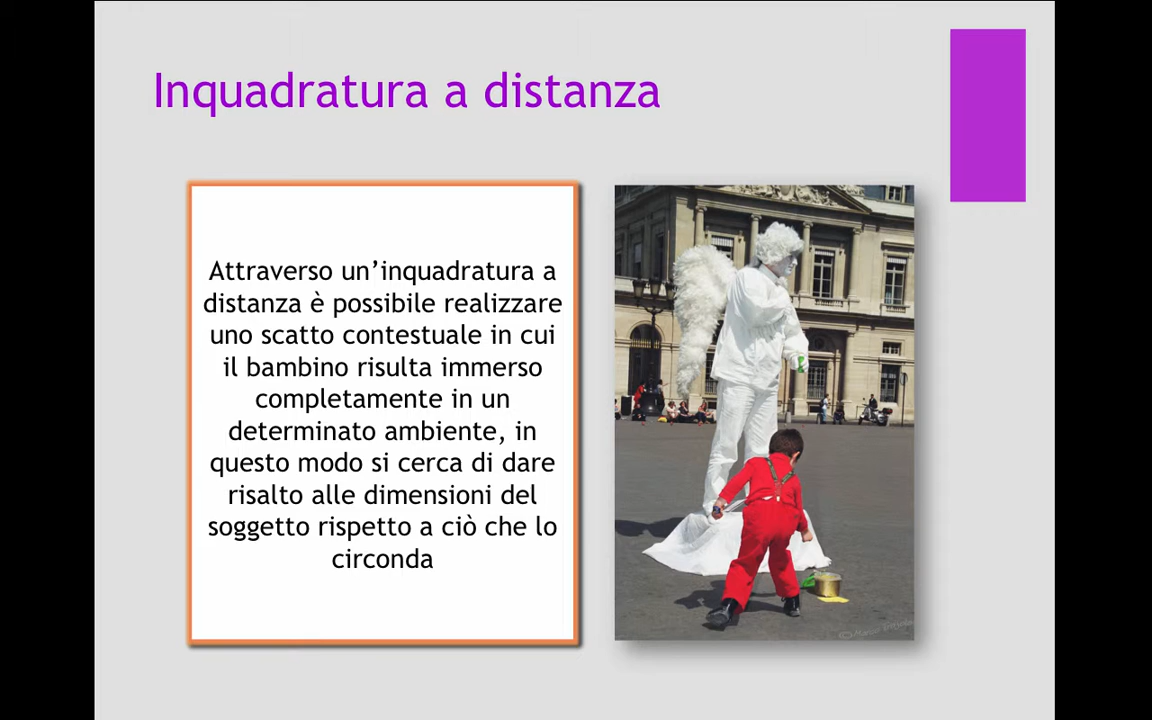 Inquadratura a distanza
Attraverso un’inquadratura a
distanza è possibile realizzare
uno scatto contestuale in cui
il bambino risulta immerso
completamente in un
determinato ambiente, in
questo modo si cerca di dare
risalto alle dimensioni del
soggetto rispetto a ciò che lo
circonda